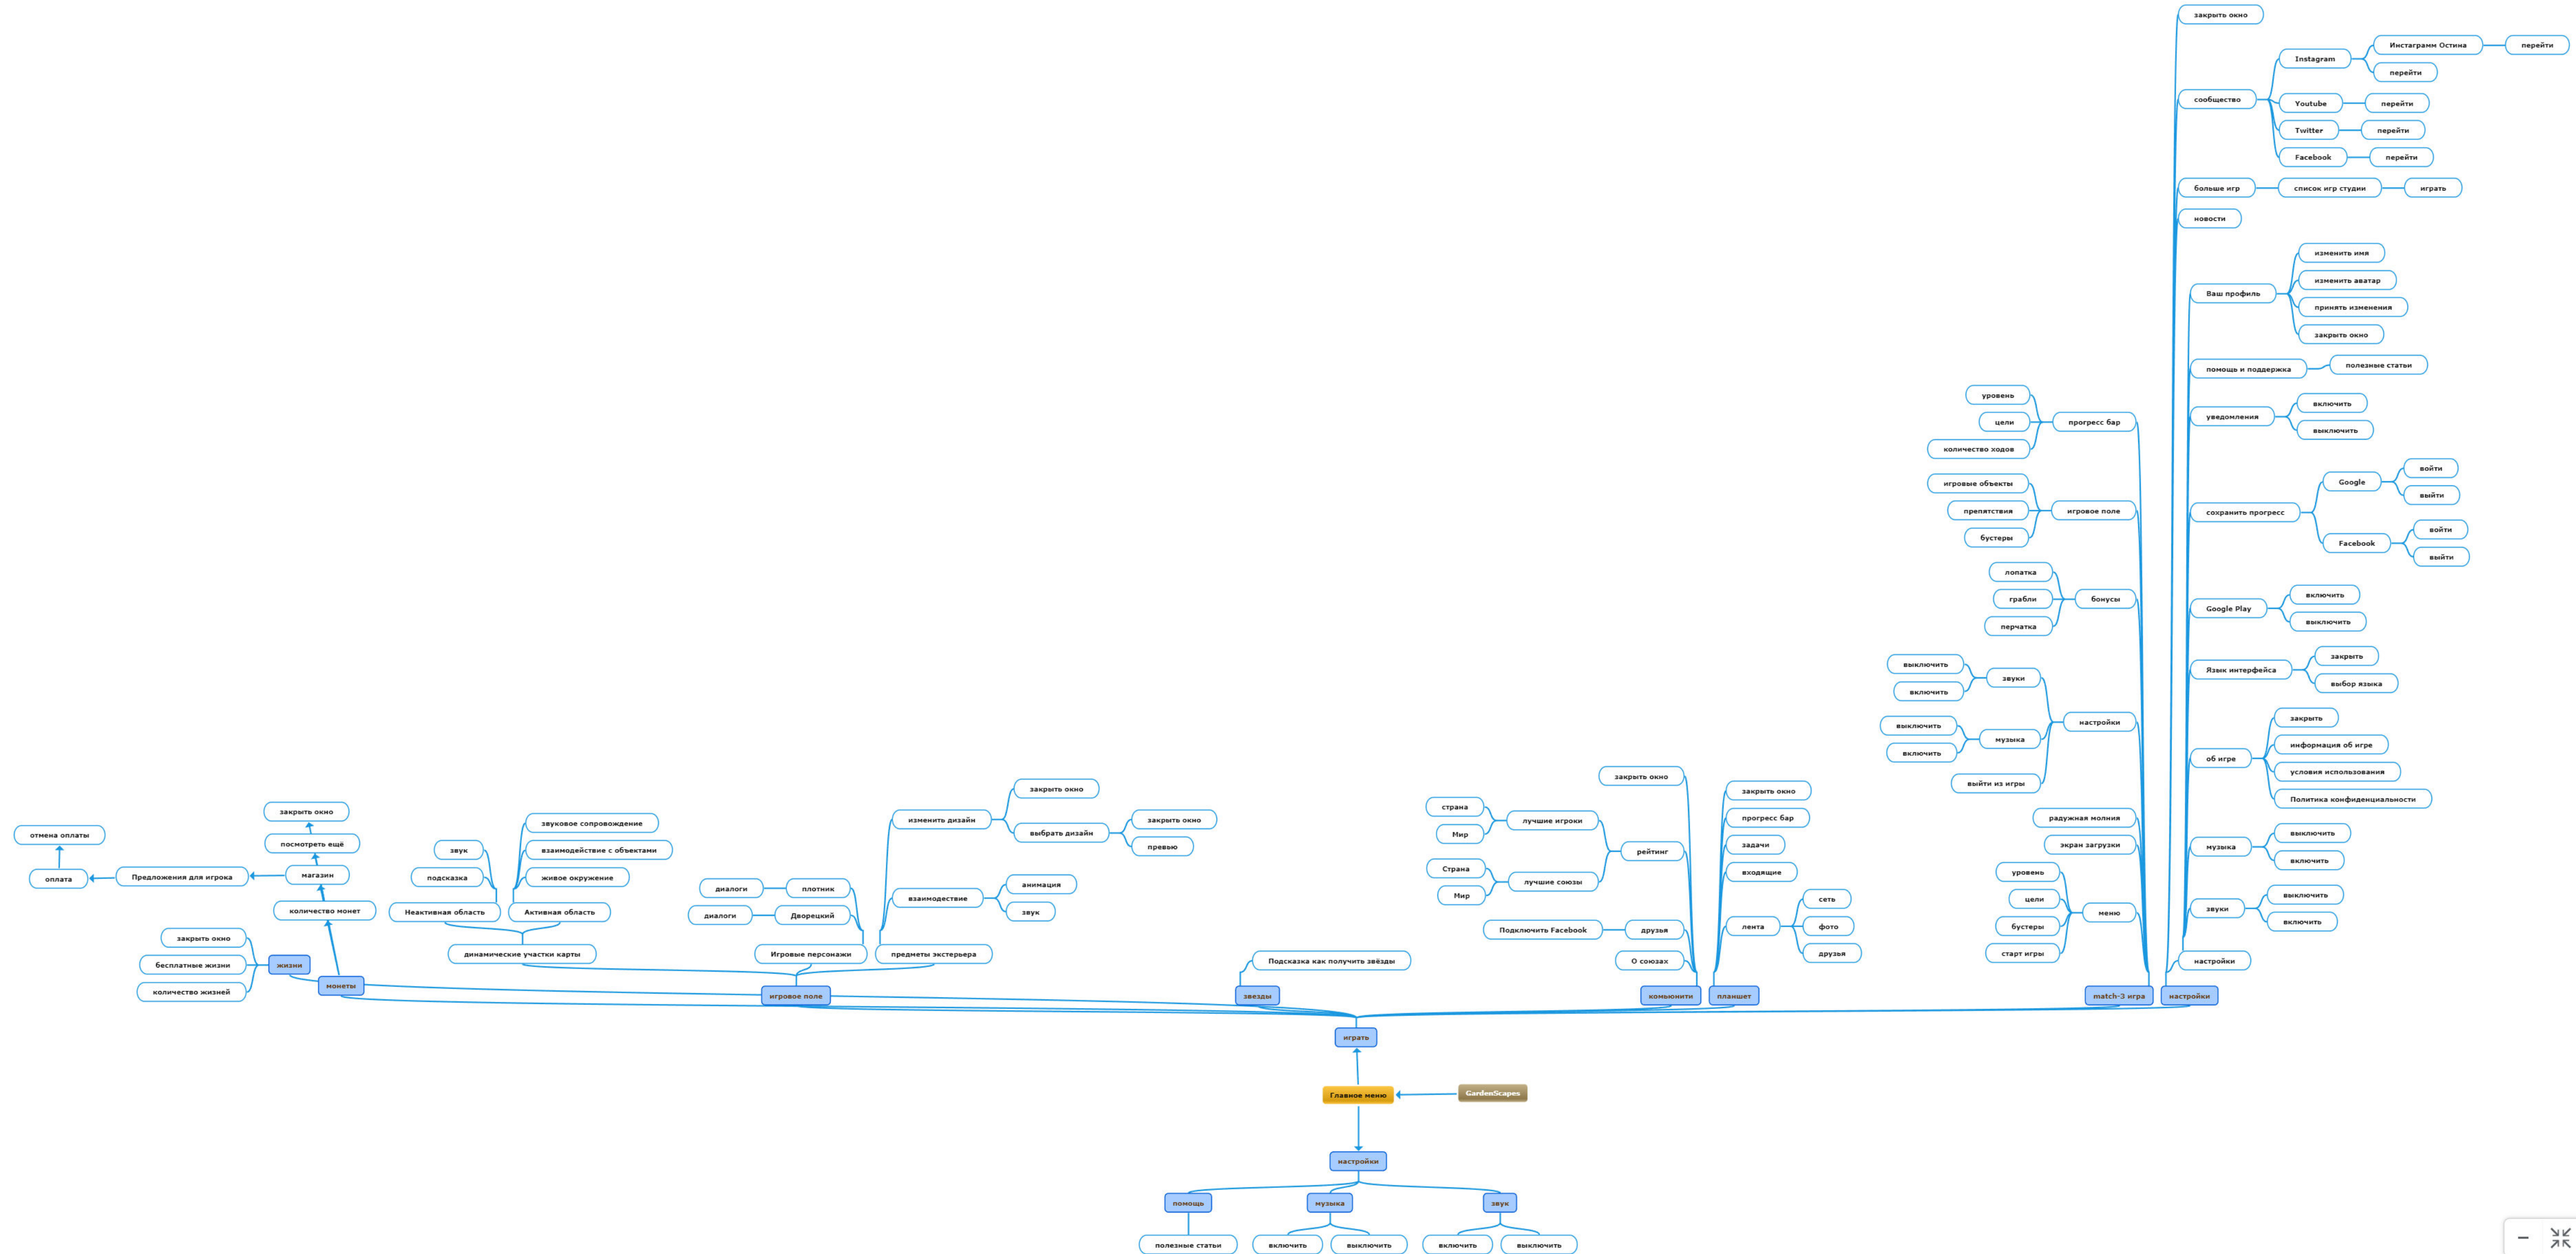 закрыть окно
Инстаграмм Остина
перейти
Instagram
перейти
сообщество
Youtube
перейти
Twitter
перейти
Facebook
перейти
больше игр
список игр студии
играть
новости
изменить имя
изменить аватар
Ваш профиль
принять изменения
закрыть окно
помощь и поддержка
полезные статьи
уведомления
включить
выключить
сохранить прогресс
Google
войти
выйти
Facebook
войти
выйти
Google Play
включить
выключить
Язык интерфейса
закрыть
выбор языка
об игре
закрыть
информация об игре
условия использования
Политика конфиденциальности
музыка
выключить
включить
звуки
выключить
включить
настройки
настройки
уровень
цели
прогресс бар
количество ходов
игровые объекты
препятствия
игровое поле
бустеры
лопатка
грабли
бонусы
перчатка
выключить
включить
звуки
выключить
включить
музыка
настройки
выйти из игры
радужная молния
экран загрузки
уровень
цели
меню
бустеры
старт игры
match-3 игра
закрыть окно
прогресс бар
задачи
входящие
лента
сеть
фото
друзья
планшет
закрыть окно
страна
Мир
лучшие игроки
рейтинг
Страна
Мир
лучшие союзы
Подключить Facebook
друзья
О союзах
комьюнити
Подсказка как получить звёзды
звезды
закрыть окно
изменить дизайн
выбрать дизайн
закрыть окно
превью
взаимодествие
анимация
звук
предметы экстерьера
диалоги
плотник
диалоги
Дворецкий
Игровые персонажи
звуковое сопровождение
взаимодействие с объектами
живое окружение
Активная область
звук
подсказка
Неактивная область
динамические участки карты
игровое поле
закрыть окно
посмотреть ещё
магазин
Предложения для игрока
оплата
отмена оплаты
количество монет
монеты
закрыть окно
бесплатные жизни
количество жизней
жизни
играть
Главное меню
GardenScapes
настройки
помощь
музыка
звук
полезные статьи
включить
выключить
включить
выключить